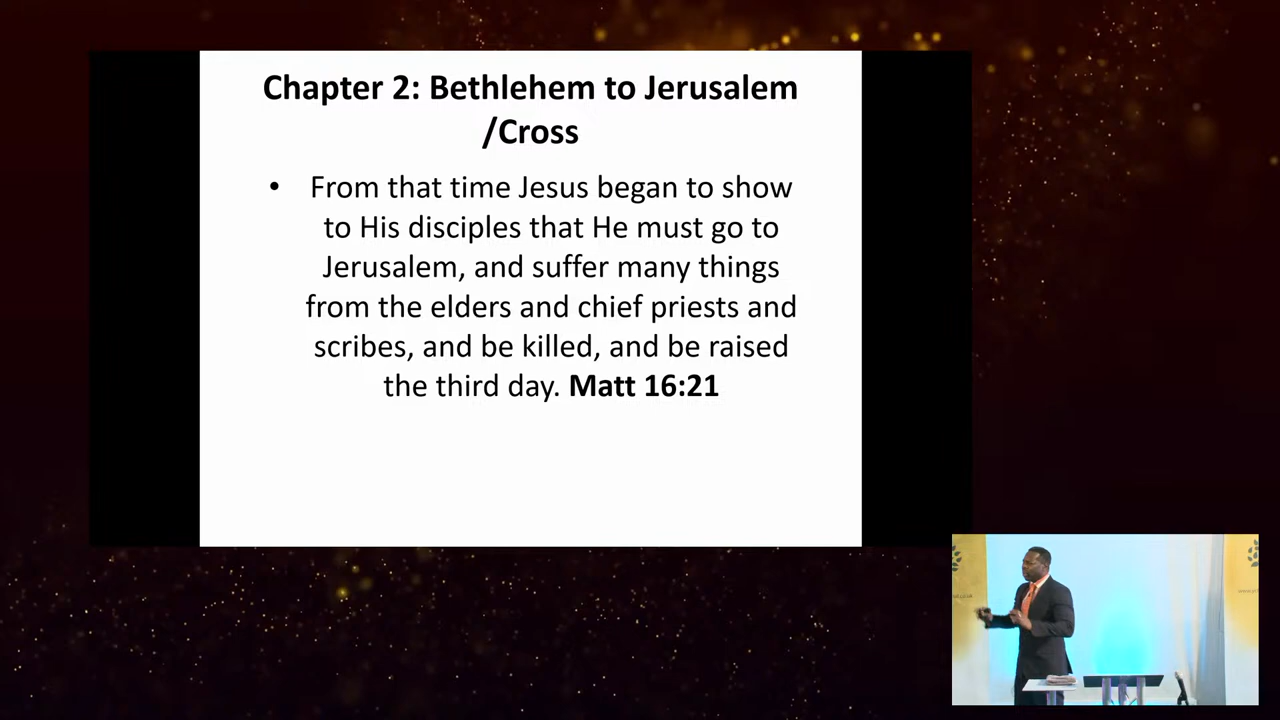 Chapter 2: Bethlehem to Jerusalem
/Cross
• From that time Jesus began to show
to His disciples that He must go to
Jerusalem, and suffer many things
from the elders and chief priests and
scribes, and be killed, and be raised
the third day. Matt 16:21